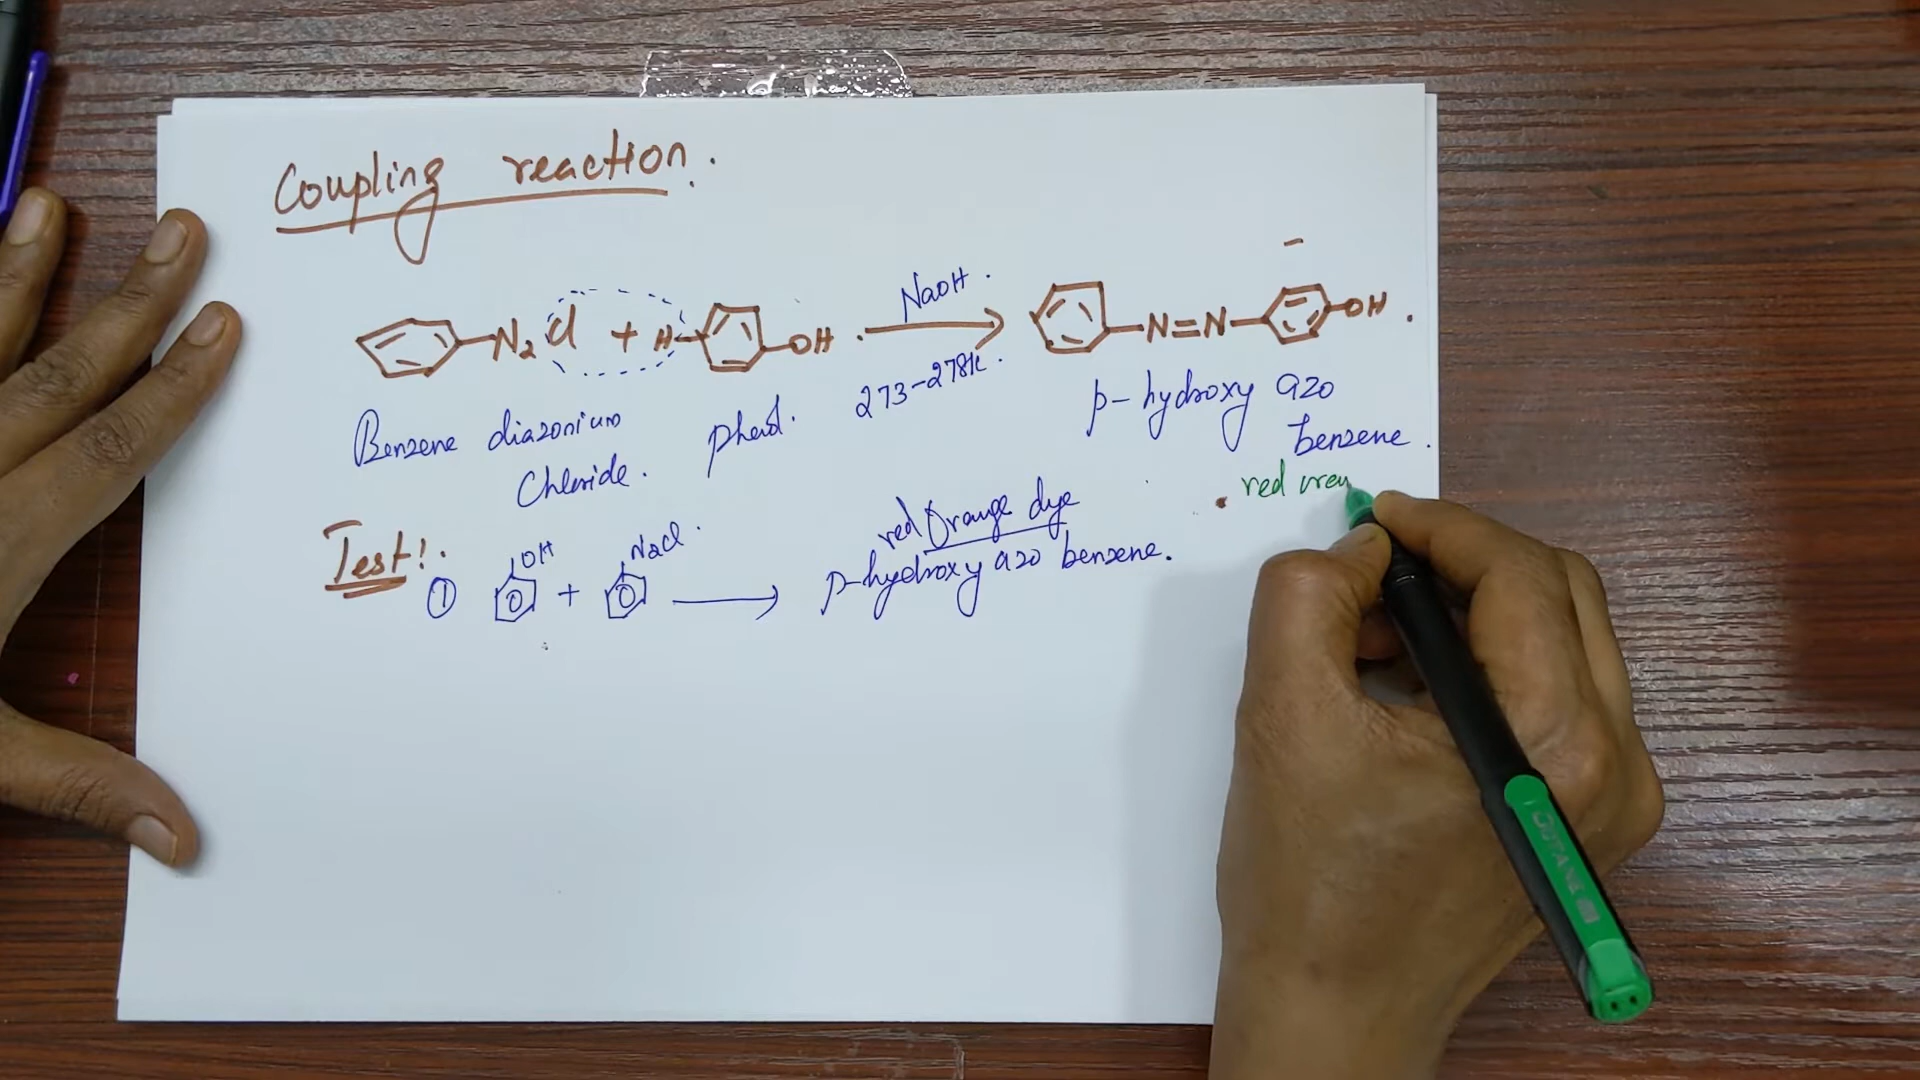 Coupling reaction.
N2Cl + H OH. NaOH. N=N OH.
273-278k.
Benzene diazonium
Chloride.
phenol.
p-hydroxy azo
benzene.
red
Test!.
① OH + N2Cl. red Orange dye
p-hydroxy azo benzene.